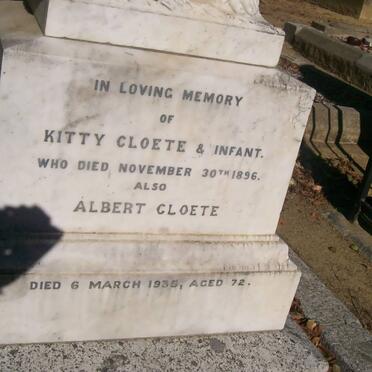 IN LOVING MEMORY
OF
KITTY CLOETE & INFANT.
WHO DIED NOVEMBER 30TH 1896.
ALSO
ALBERT CLOETE
DIED 6 MARCH 1935, AGED 72.